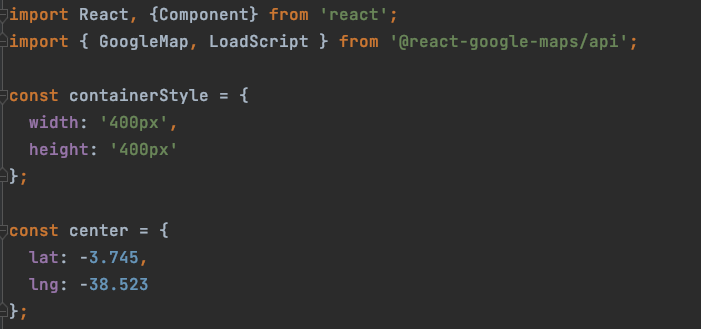 import React, {Component} from 'react';
import { GoogleMap, LoadScript } from '@react-google-maps/api';
const containerStyle = {
  width: '400px',
  height: '400px'
};
const center = {
  lat: -3.745,
  lng: -38.523
};